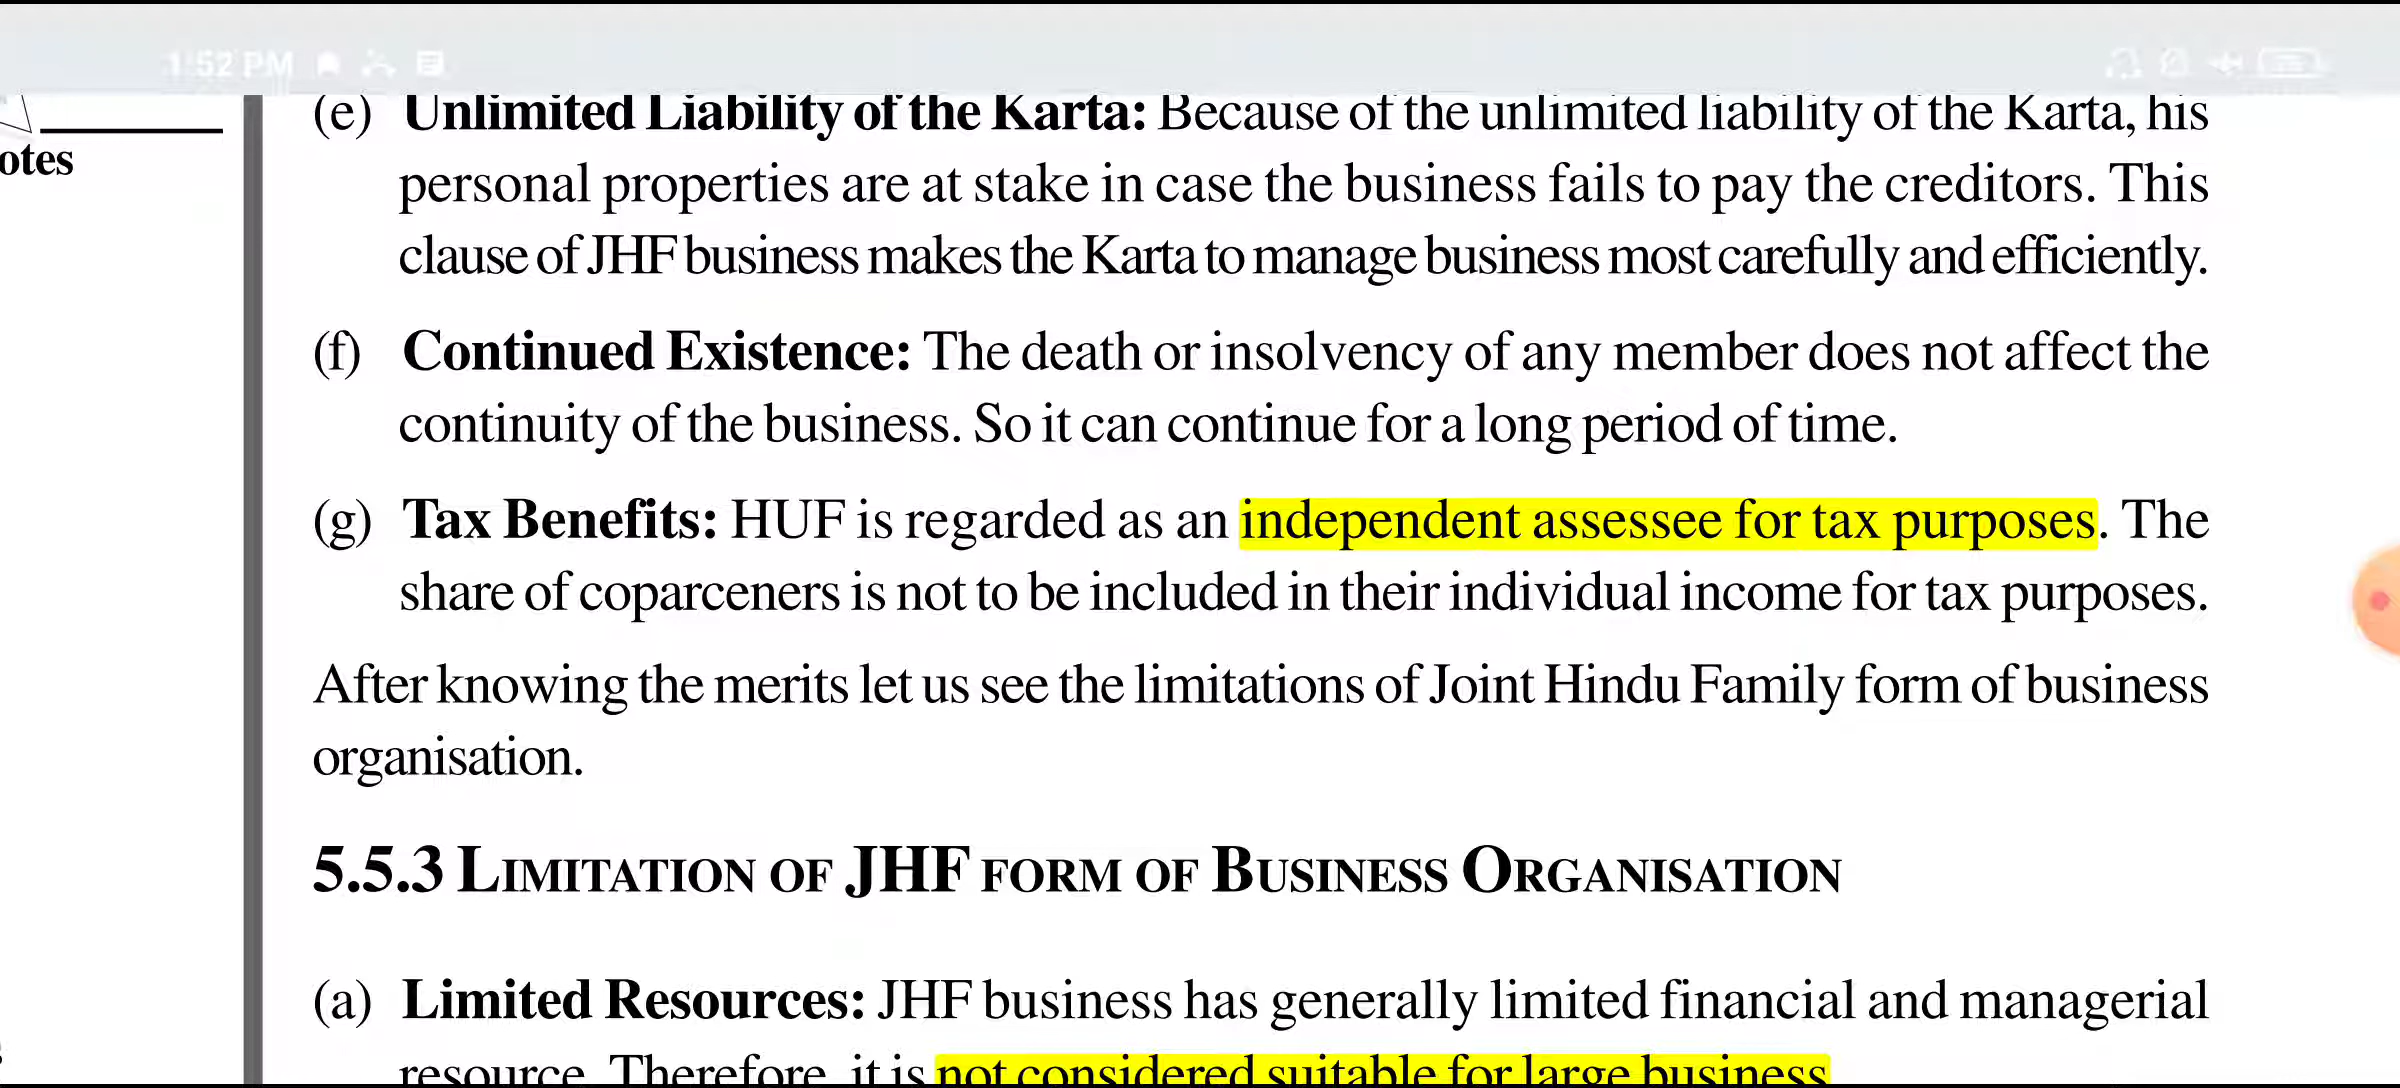 1:52 PM
otes
(e) Unlimited Liability of the Karta: Because of the unlimited liability of the Karta, his
personal properties are at stake in case the business fails to pay the creditors. This
clause of JHF business makes the Karta to manage business most carefully and efficiently.
(f) Continued Existence: The death or insolvency of any member does not affect the
continuity of the business. So it can continue for a long period of time.
(g) Tax Benefits: HUF is regarded as an independent assessee for tax purposes. The
share of coparceners is not to be included in their individual income for tax purposes.
After knowing the merits let us see the limitations of Joint Hindu Family form of business
organisation.
5.5.3 LIMITATION OF JHF FORM OF BUSINESS ORGANISATION
(a) Limited Resources: JHF business has generally limited financial and managerial
resource. Therefore, it is not considered suitable for large business